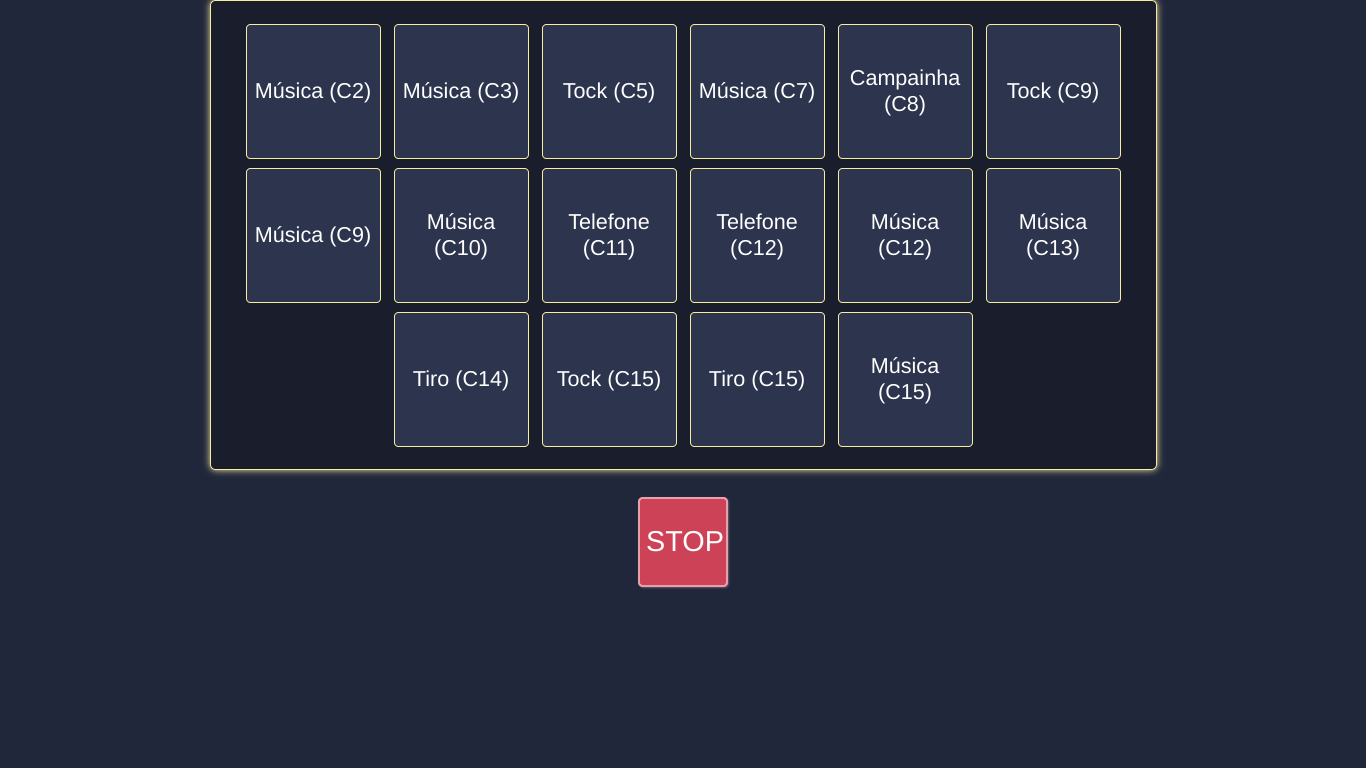 Música (C2)
Música (C3)
Tock (C5)
Música (C7)
Campainha
(C8)
Tock (C9)
Música (C9)
Música
(C10)
Telefone
(C11)
Telefone
(C12)
Música
(C12)
Música
(C13)
Tiro (C14)
Tock (C15)
Tiro (C15)
Música
(C15)
STOP